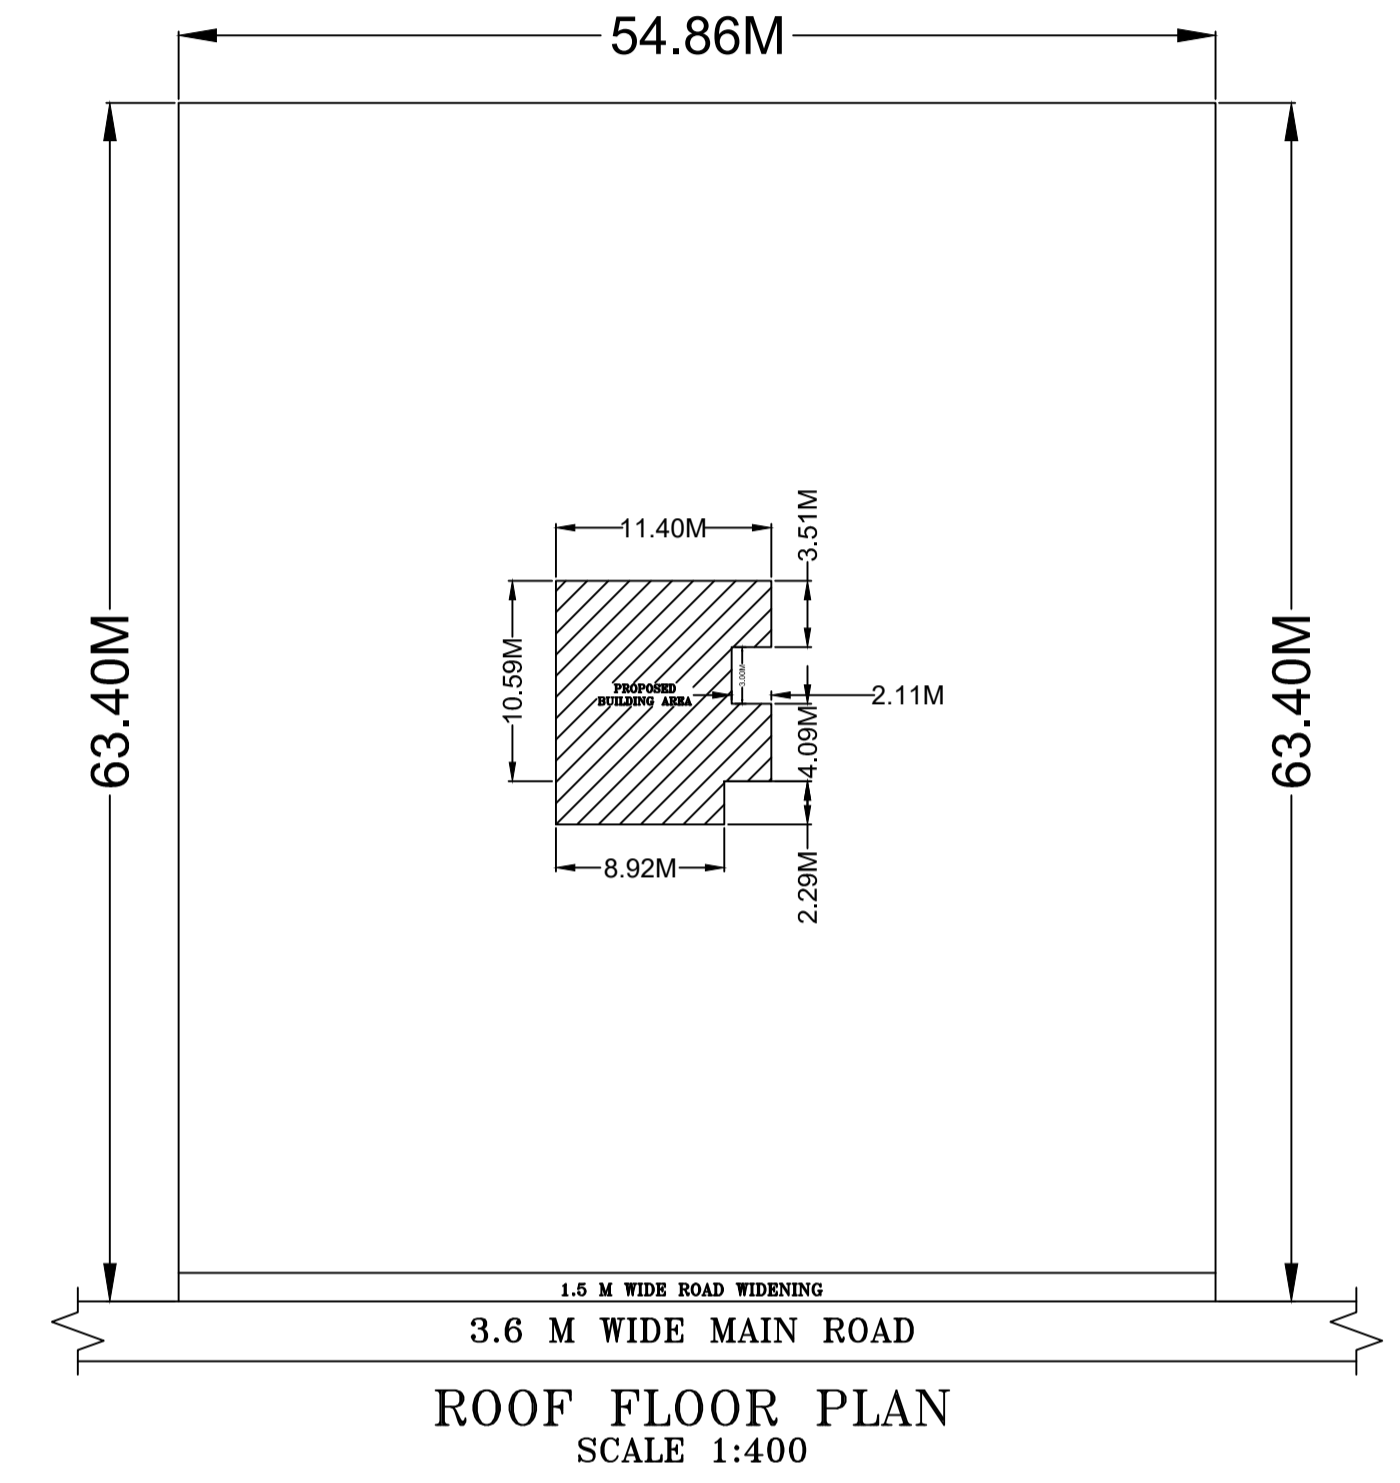 54.86M
11.40M
3.51M
63.40M
10.59M
PROPOSED
BUILDING AREA
3.00M
2.11M
63.40M
4.09M
8.92M
2.29M
1.5 M WIDE ROAD WIDENING
3.6 M WIDE MAIN ROAD
ROOF FLOOR PLAN
SCALE 1:400